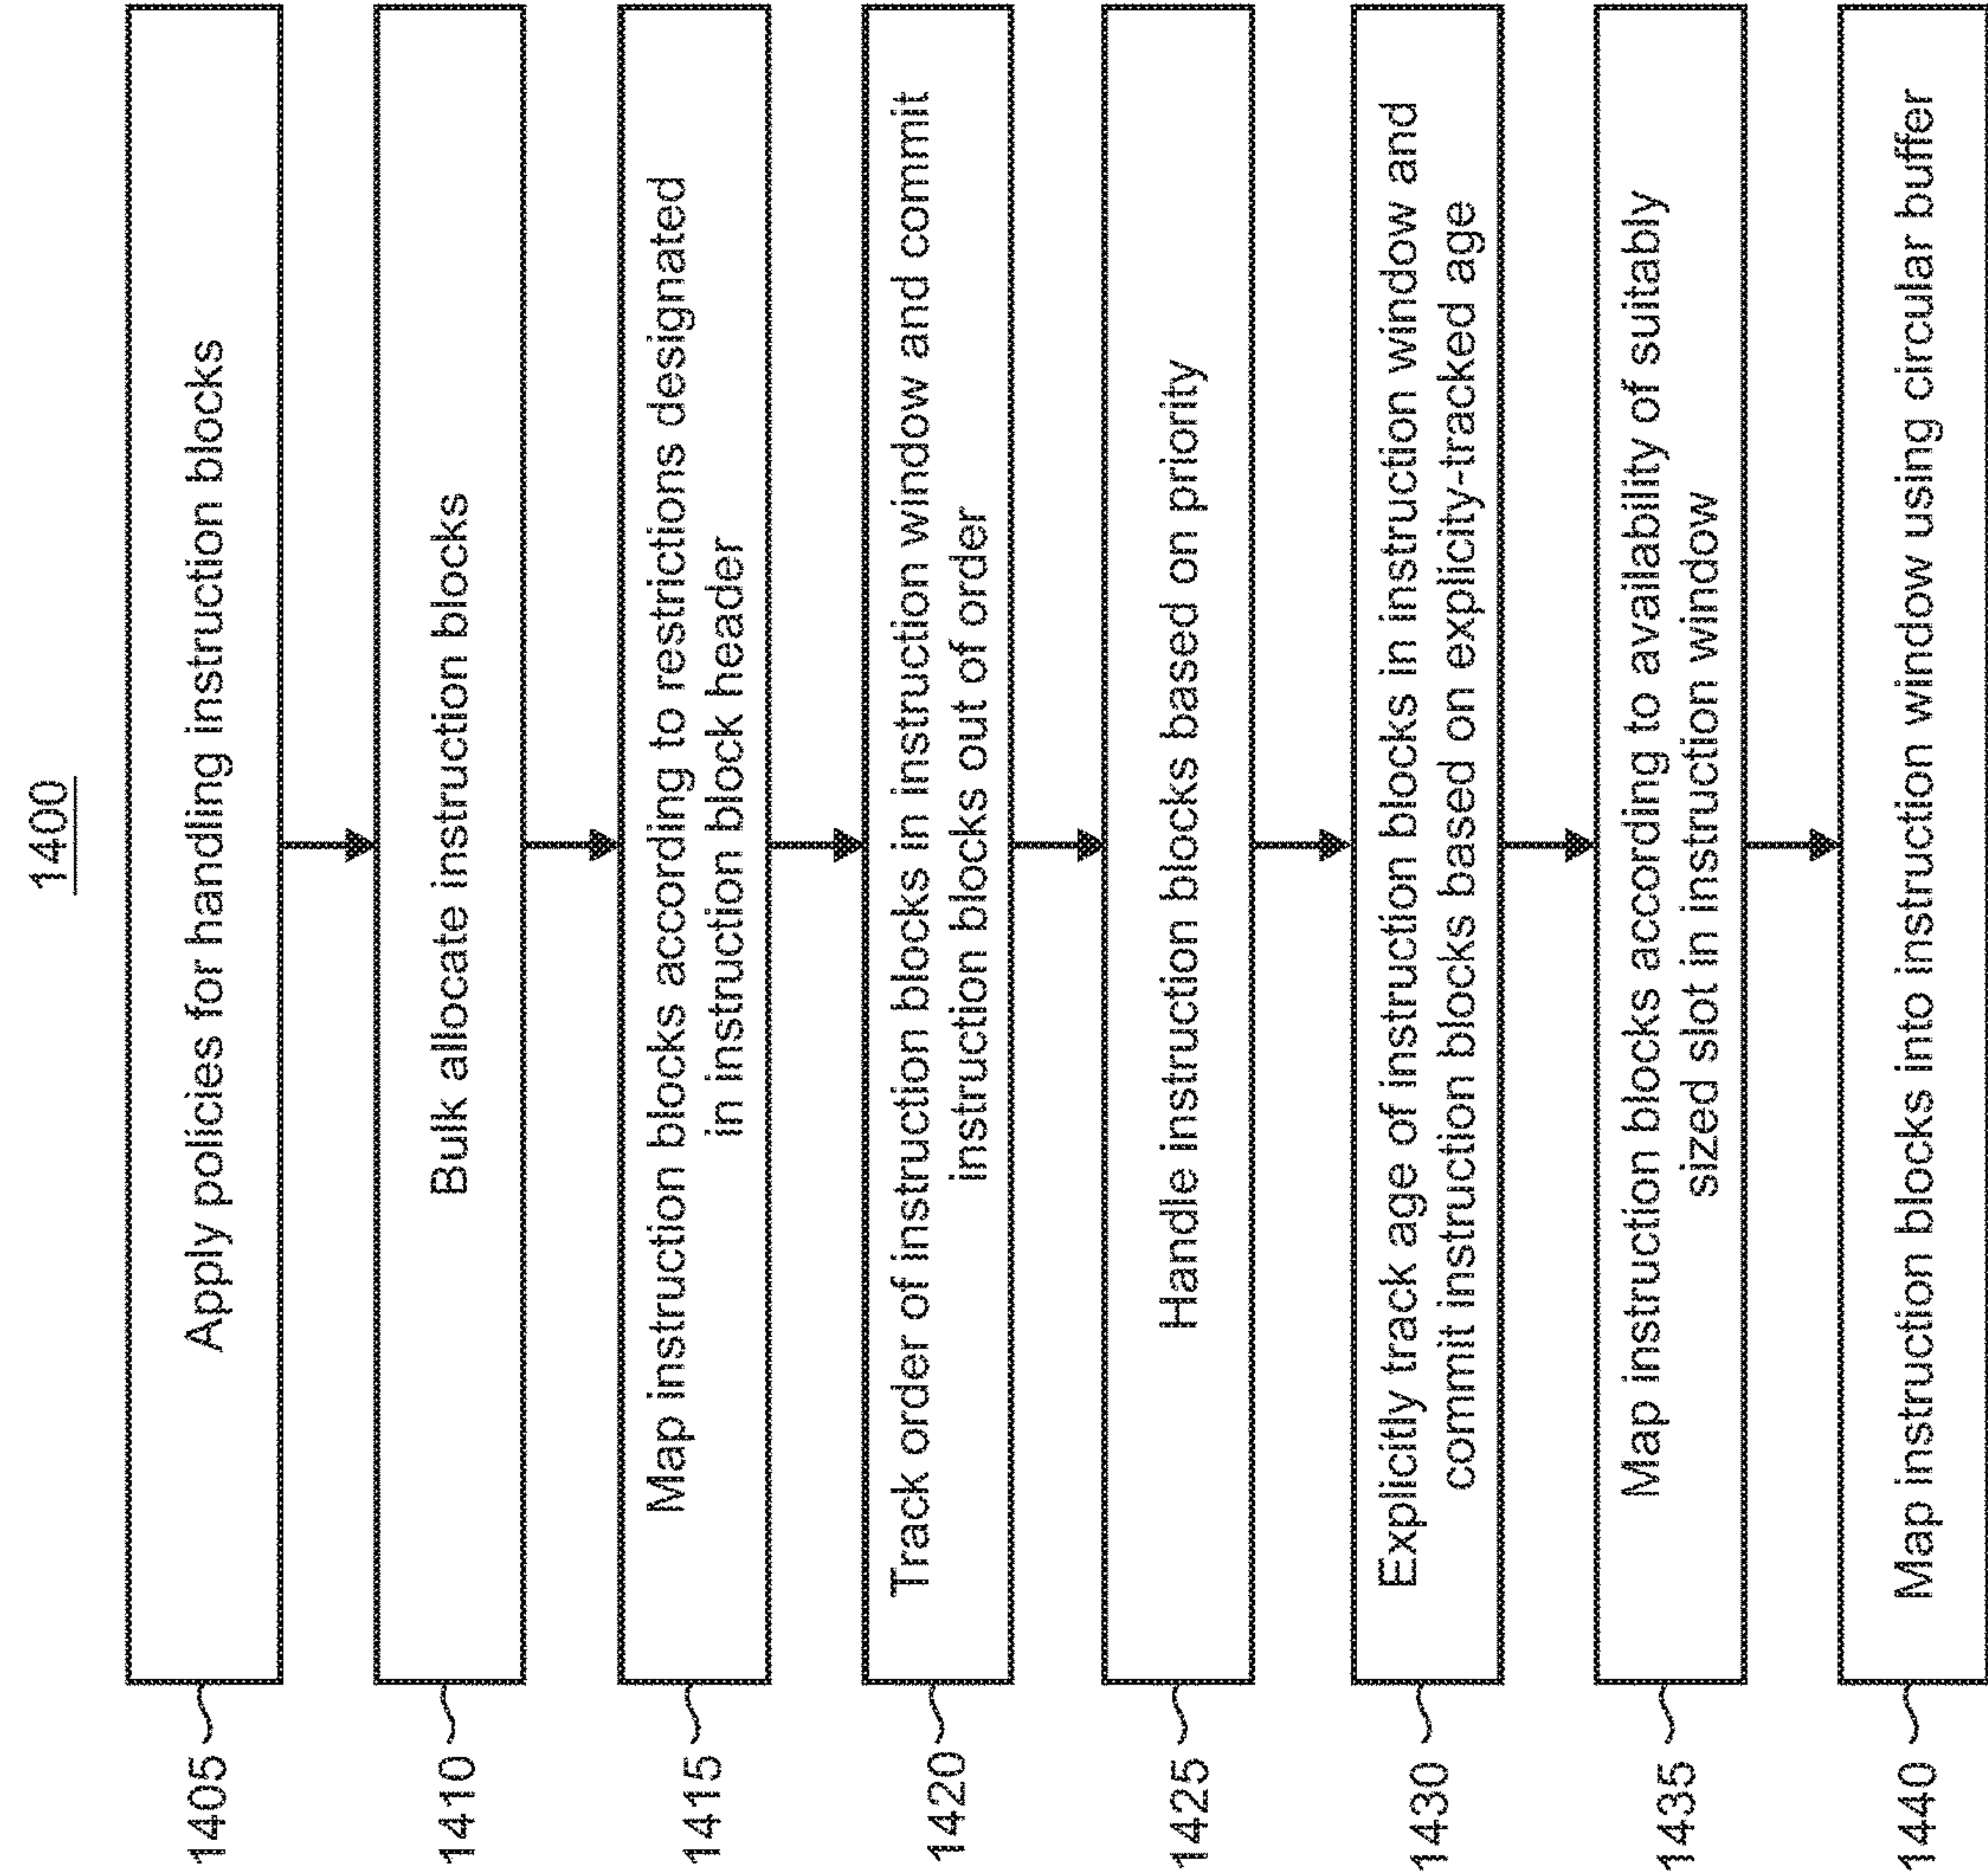 1400
1405
Apply policies for handling instruction blocks
1410
Bulk allocate instruction blocks
1415
Map instruction blocks according to restrictions designated
in instruction block header
1420
Track order of instruction blocks in instruction window and commit
instruction blocks out of order
1425
Handle instruction blocks based on priority
1430
Explicitly track age of instruction blocks in instruction window and
commit instruction blocks based on explicity-tracked age
1435
Map instruction blocks according to availability of suitably
sized slot in instruction window
1440
Map instruction blocks into instruction window using circular buffer